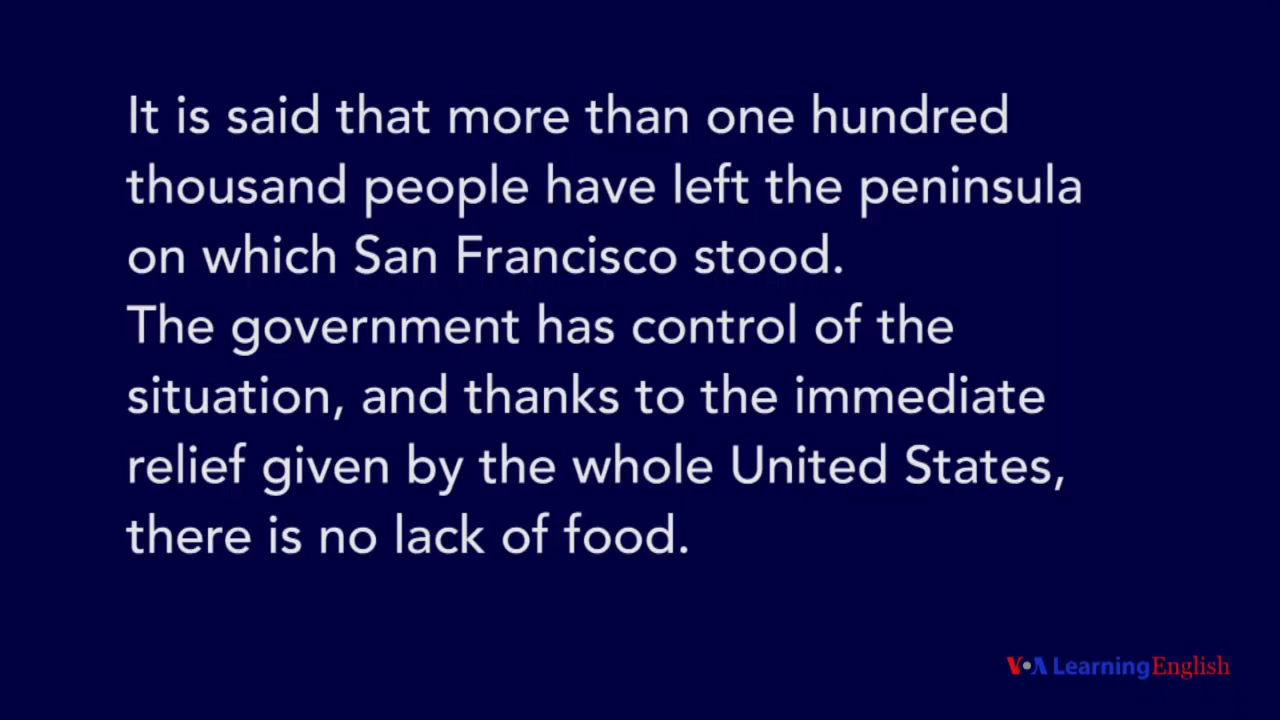 It is said that more than one hundred
thousand people have left the peninsula
on which San Francisco stood.
The government has control of the
situation, and thanks to the immediate
relief given by the whole United States,
there is no lack of food.
VOA LearningEnglish